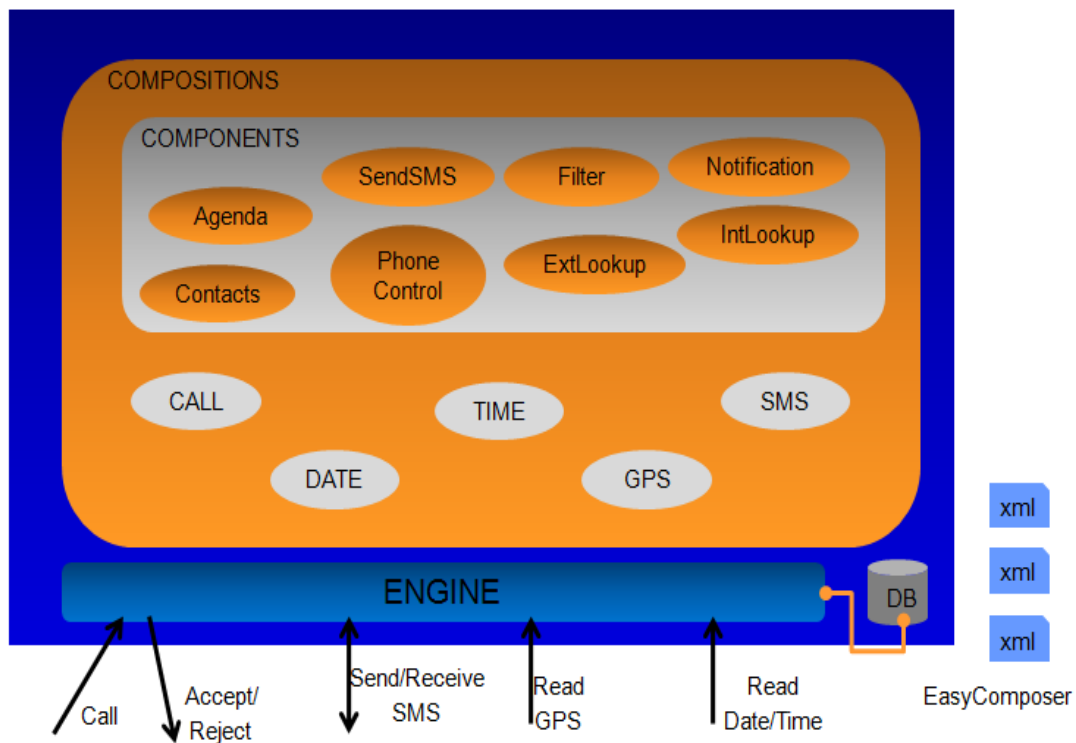 COMPOSITIONS
COMPONENTS
SendSMS
Filter
Notification
Agenda
IntLookup
Phone
Control
ExtLookup
Contacts
CALL
TIME
SMS
DATE
GPS
xml
xml
xml
ENGINE
DB
Call
Accept/
Reject
Send/Receive
SMS
Read
GPS
Read
Date/Time
EasyComposer